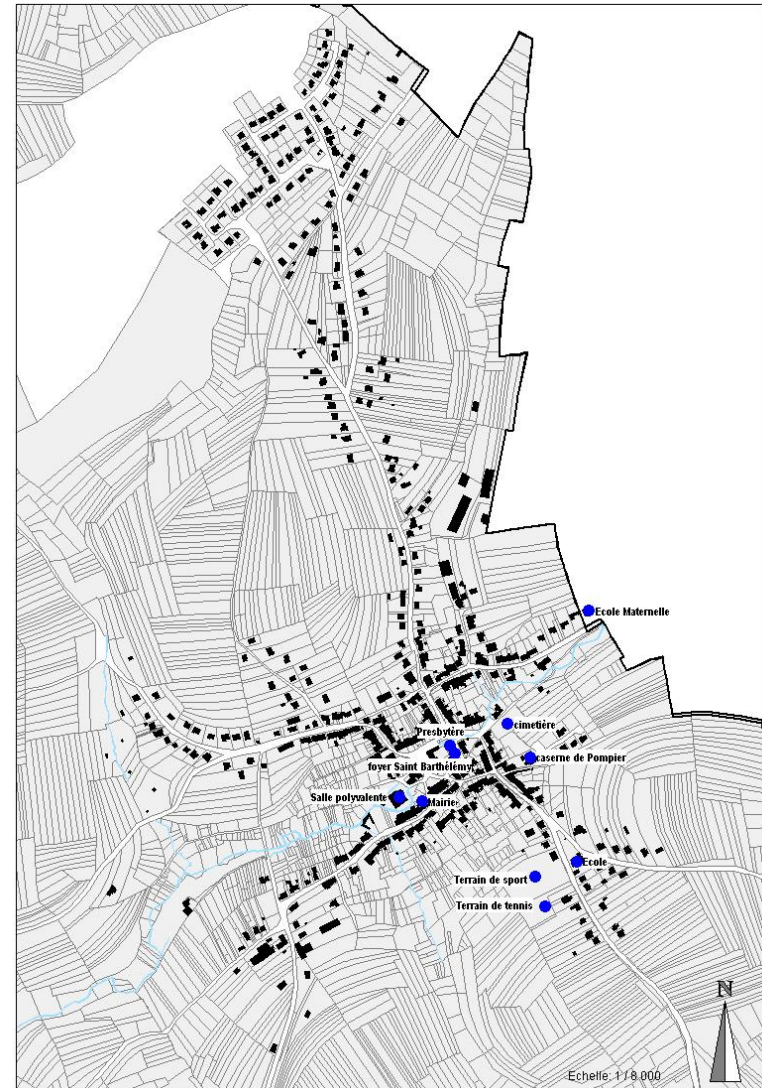 Ecole Maternelle
cimetière
Presbytère
caserne de Pompier
foyer Saint Barthélémy
Salle polyvalente
Mairie
Ecole
Terrain de sport
Terrain de tennis
N
Echelle: 1 / 8 000